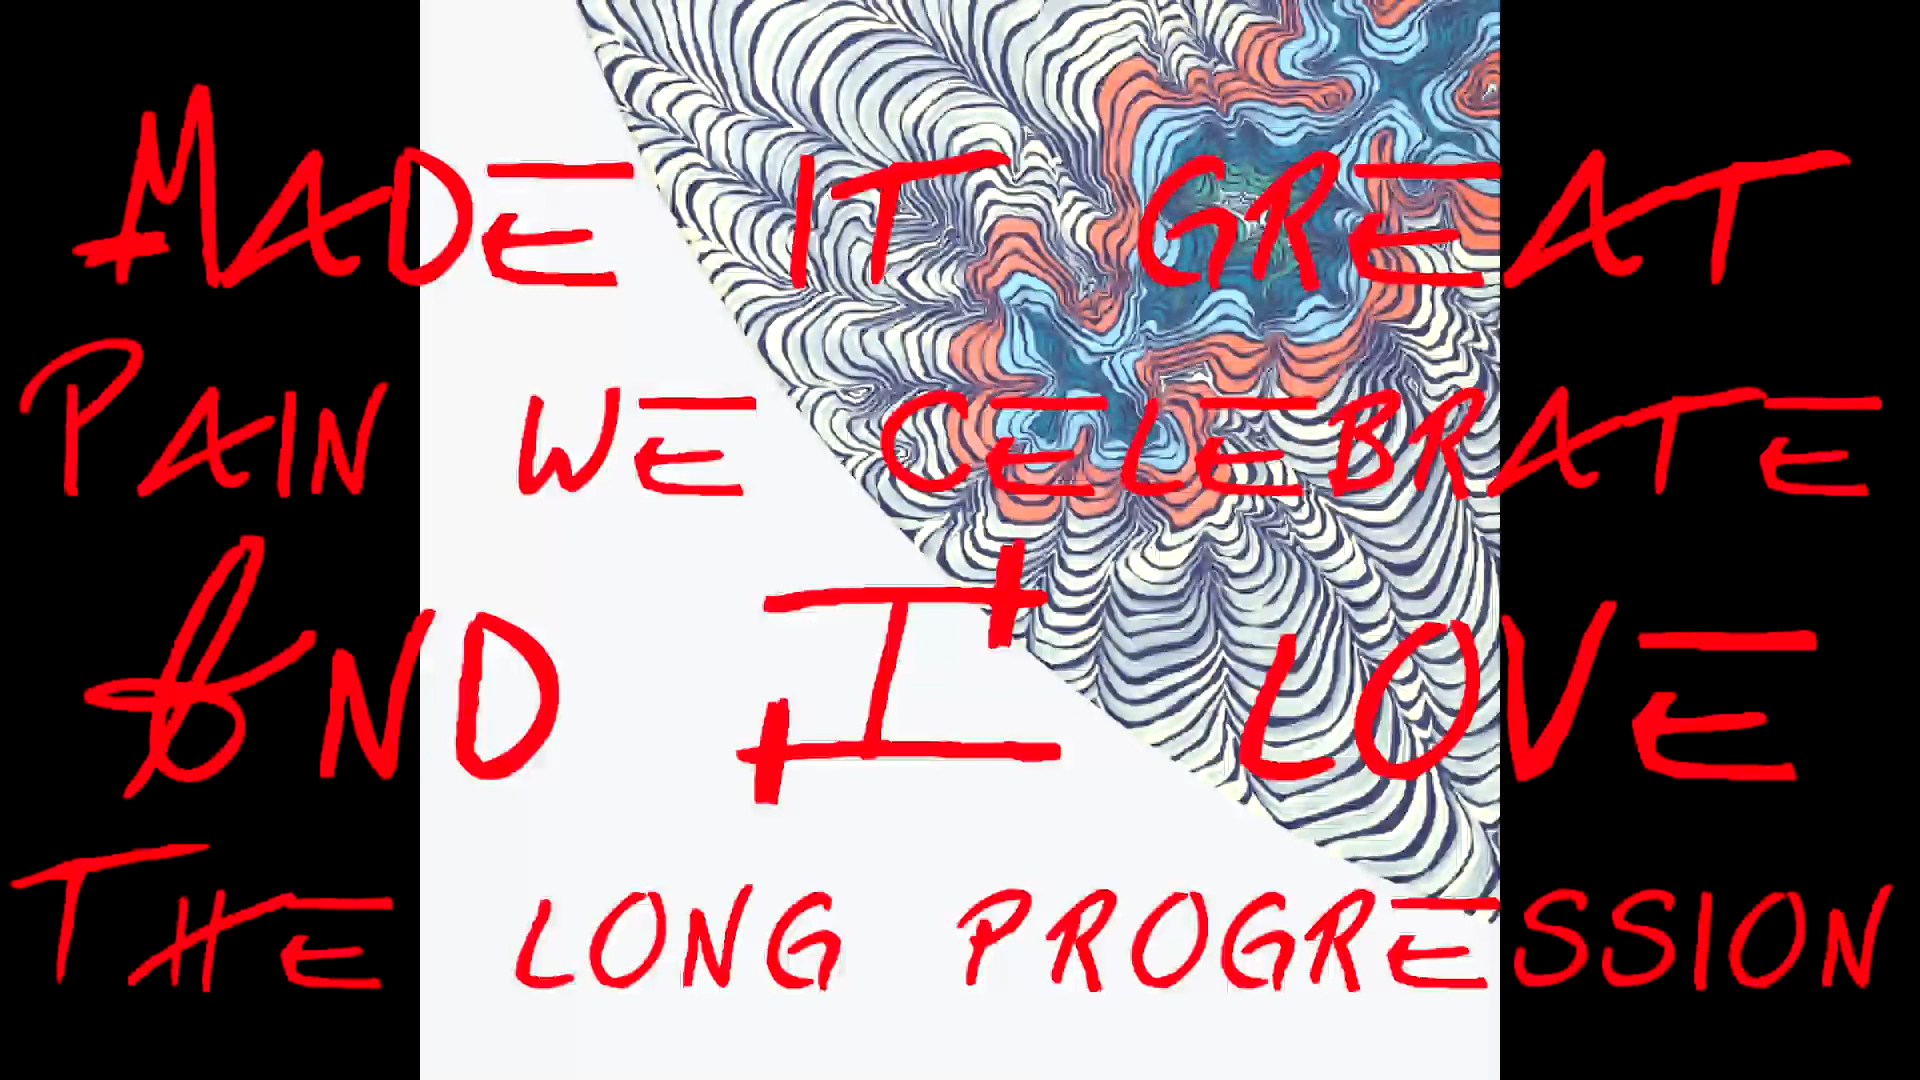 MADE IT GREAT
PAIN WE CELEBRATE
AND I LOVE
THE LONG PROGRESSION